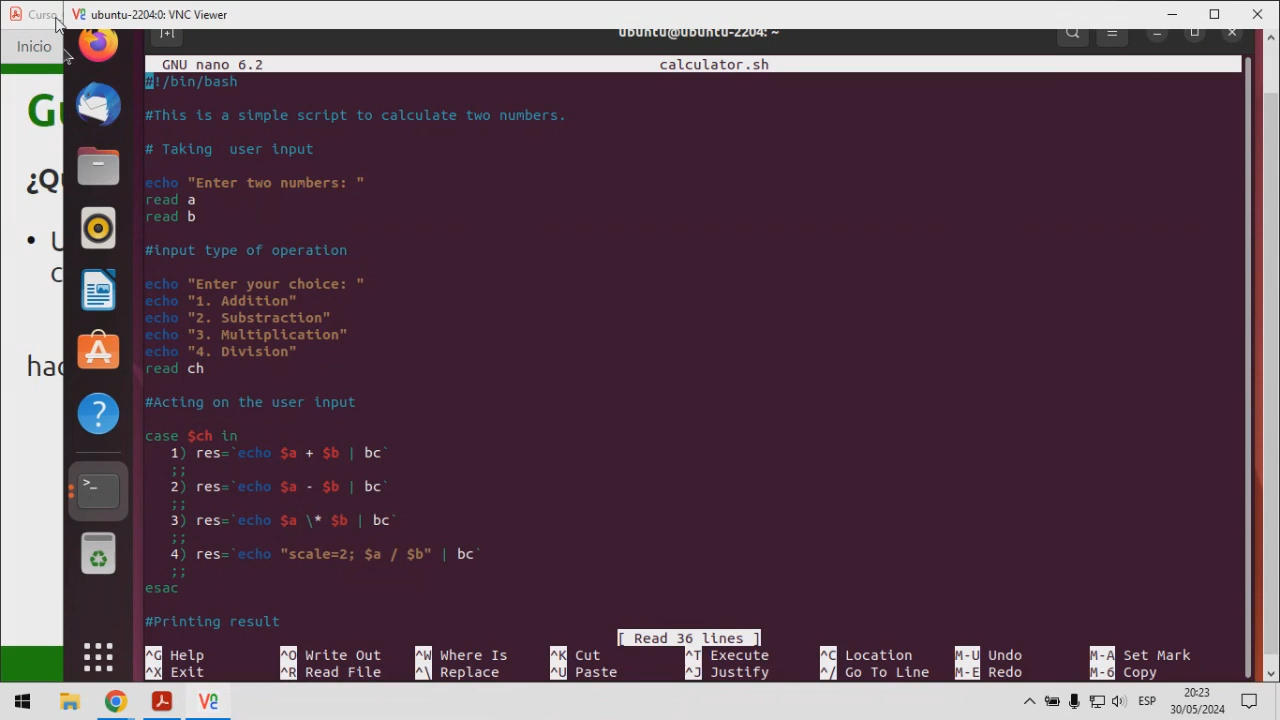 Curso
ubuntu-2204:0: VNC Viewer
Inicio
ubuntu@ubuntu-2204: ~
GNU nano 6.2
calculator.sh
#!/bin/bash
#This is a simple script to calculate two numbers.
# Taking  user input
echo "Enter two numbers: "
read a
read b
#input type of operation
echo "Enter your choice: "
echo "1. Addition"
echo "2. Substraction"
echo "3. Multiplication"
echo "4. Division"
read ch
#Acting on the user input
case $ch in
1) res=`echo $a + $b | bc`
;;
2) res=`echo $a - $b | bc`
;;
3) res=`echo $a \* $b | bc`
;;
4) res=`echo "scale=2; $a / $b" | bc`
;;
esac
#Printing result
[ Read 36 lines ]
^G Help ^O Write Out ^W Where Is ^K Cut ^T Execute ^C Location M-U Undo M-A Set Mark
^X Exit ^R Read File ^\ Replace ^U Paste ^J Justify ^/ Go To Line M-E Redo M-6 Copy
ESP
20:23
30/05/2024